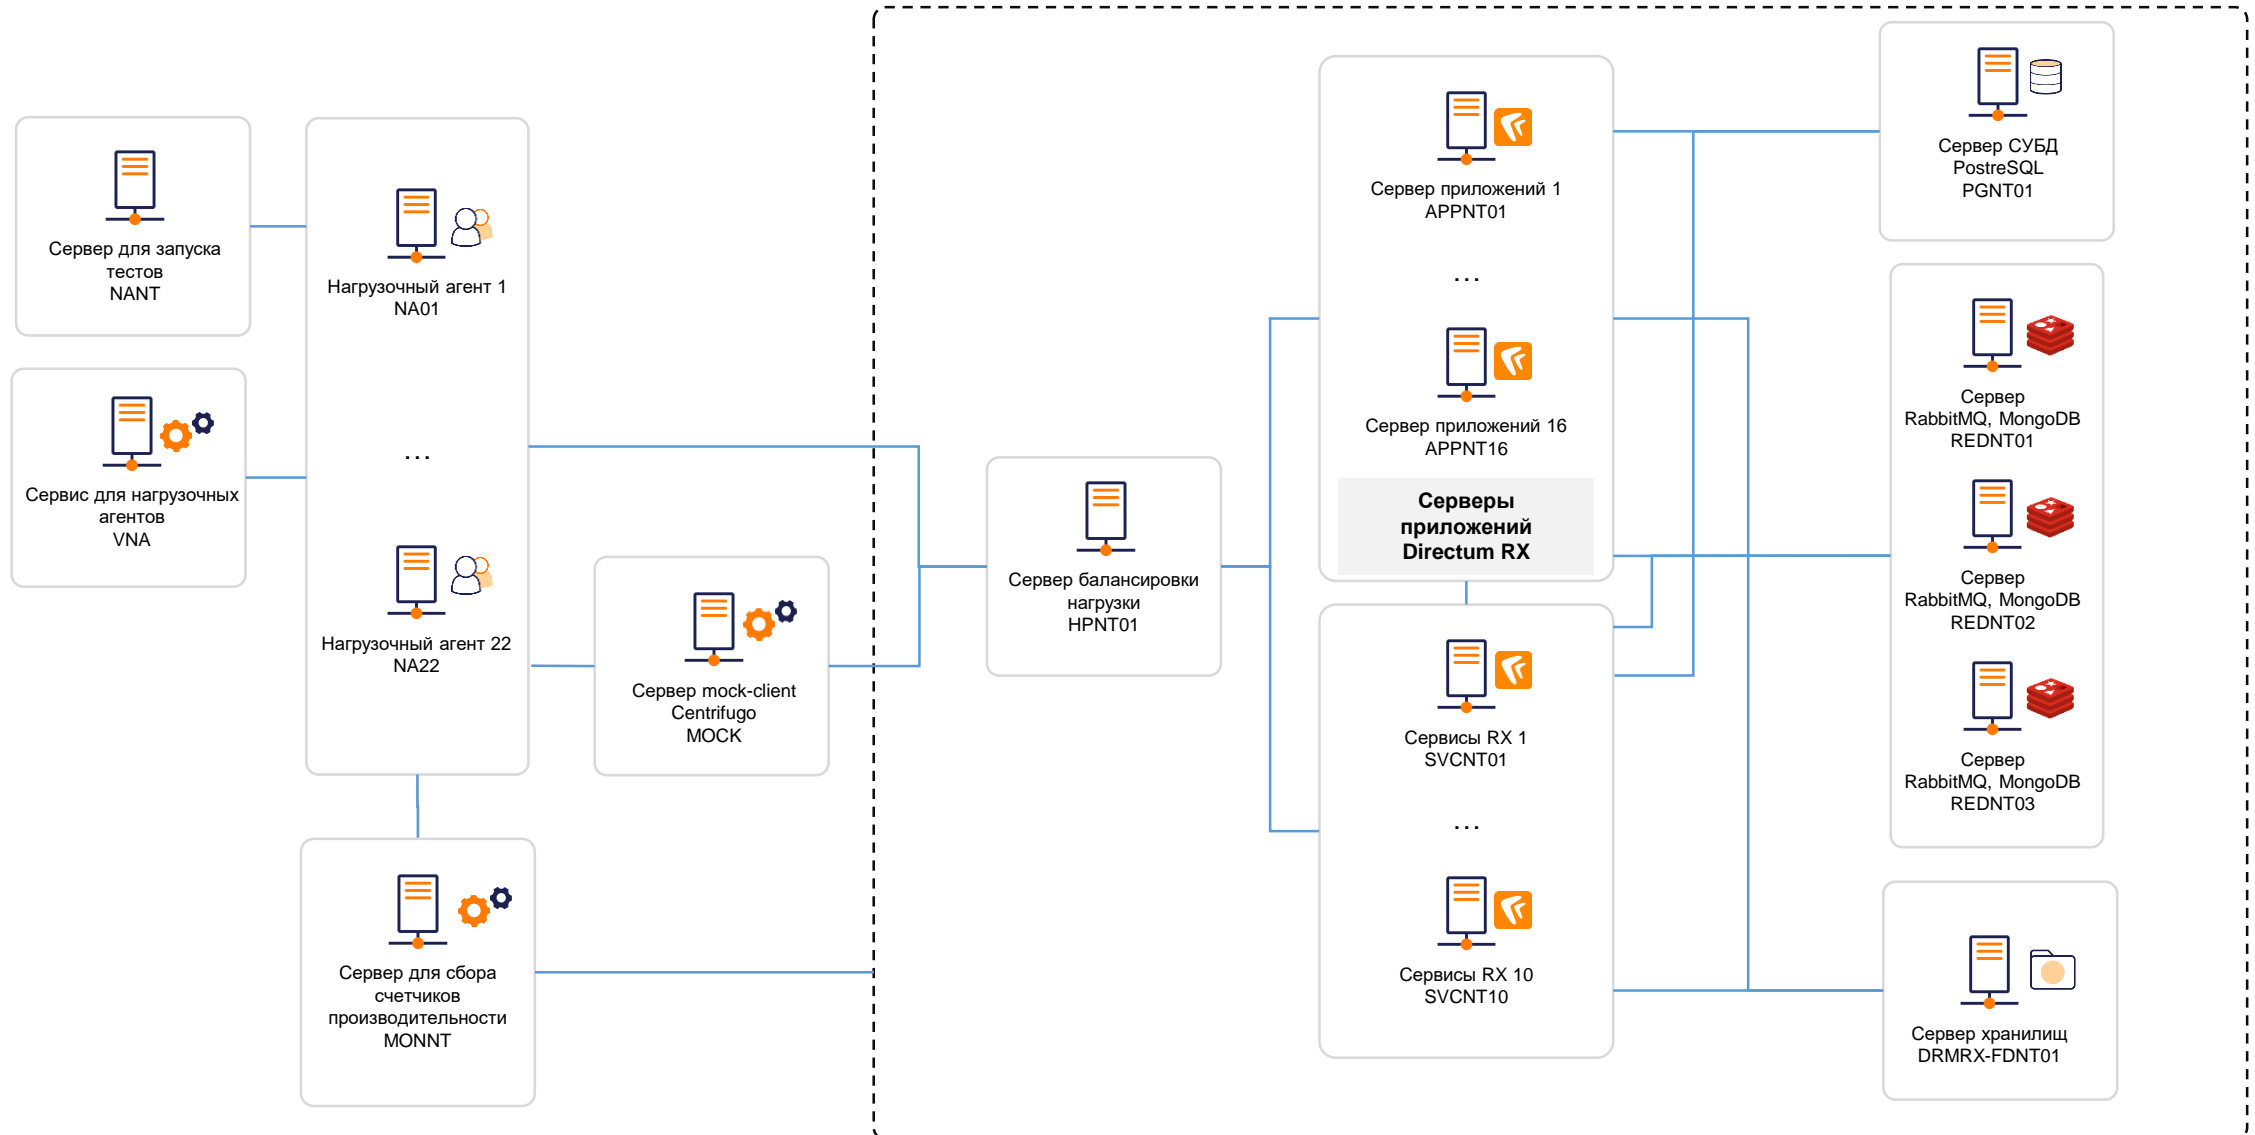 Сервер для запуска
тестов
NANT
Сервис для нагрузочных
агентов
VNA
Нагрузочный агент 1
NA01
...
Нагрузочный агент 22
NA22
Сервер для сбора
счетчиков
производительности
MONNT
Сервер mock-client
Centrifugo
MOCK
Сервер балансировки
нагрузки
HPNT01
Сервер приложений 1
APPNT01
...
Сервер приложений 16
APPNT16
Серверы
приложений
Directum RX
Сервисы RX 1
SVCNT01
...
Сервисы RX 10
SVCNT10
Сервер СУБД
PostreSQL
PGNT01
Сервер
RabbitMQ, MongoDB
REDNT01
Сервер
RabbitMQ, MongoDB
REDNT02
Сервер
RabbitMQ, MongoDB
REDNT03
Сервер хранилищ
DRMRX-FDNT01